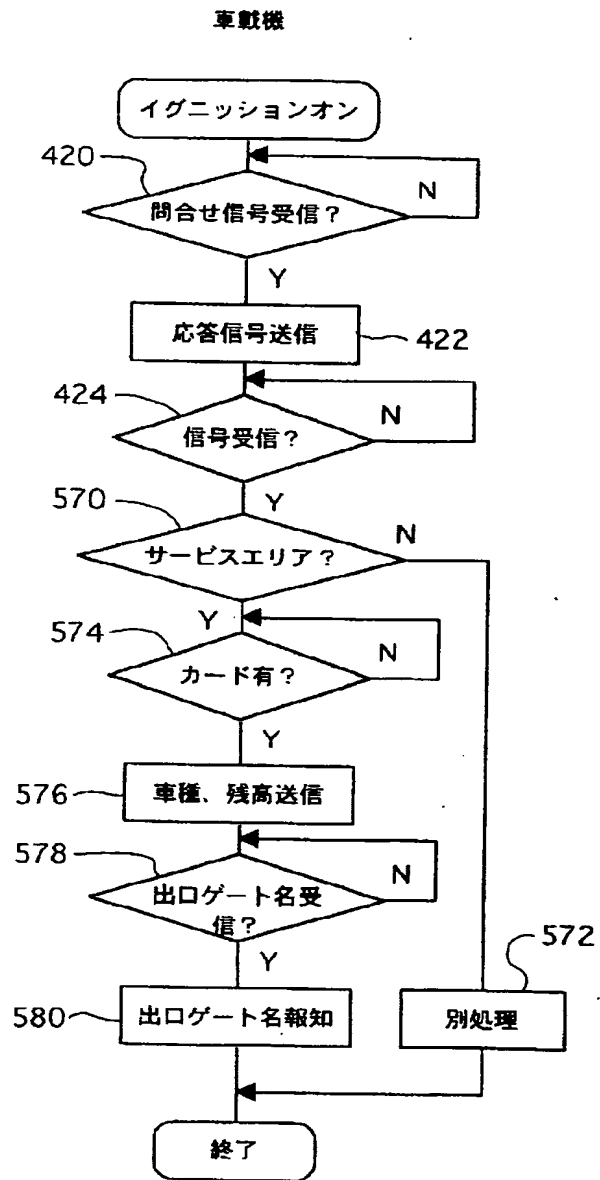 車載機
イグニッションオン
420
問合せ信号受信？
N
Y
応答信号送信
422
424
信号受信？
N
Y
570
サービスエリア？
N
Y
574
カード有？
N
Y
576
車種、残高送信
578
出口ゲート名受
信？
N
Y
572
580
出口ゲート名報知
別処理
終了